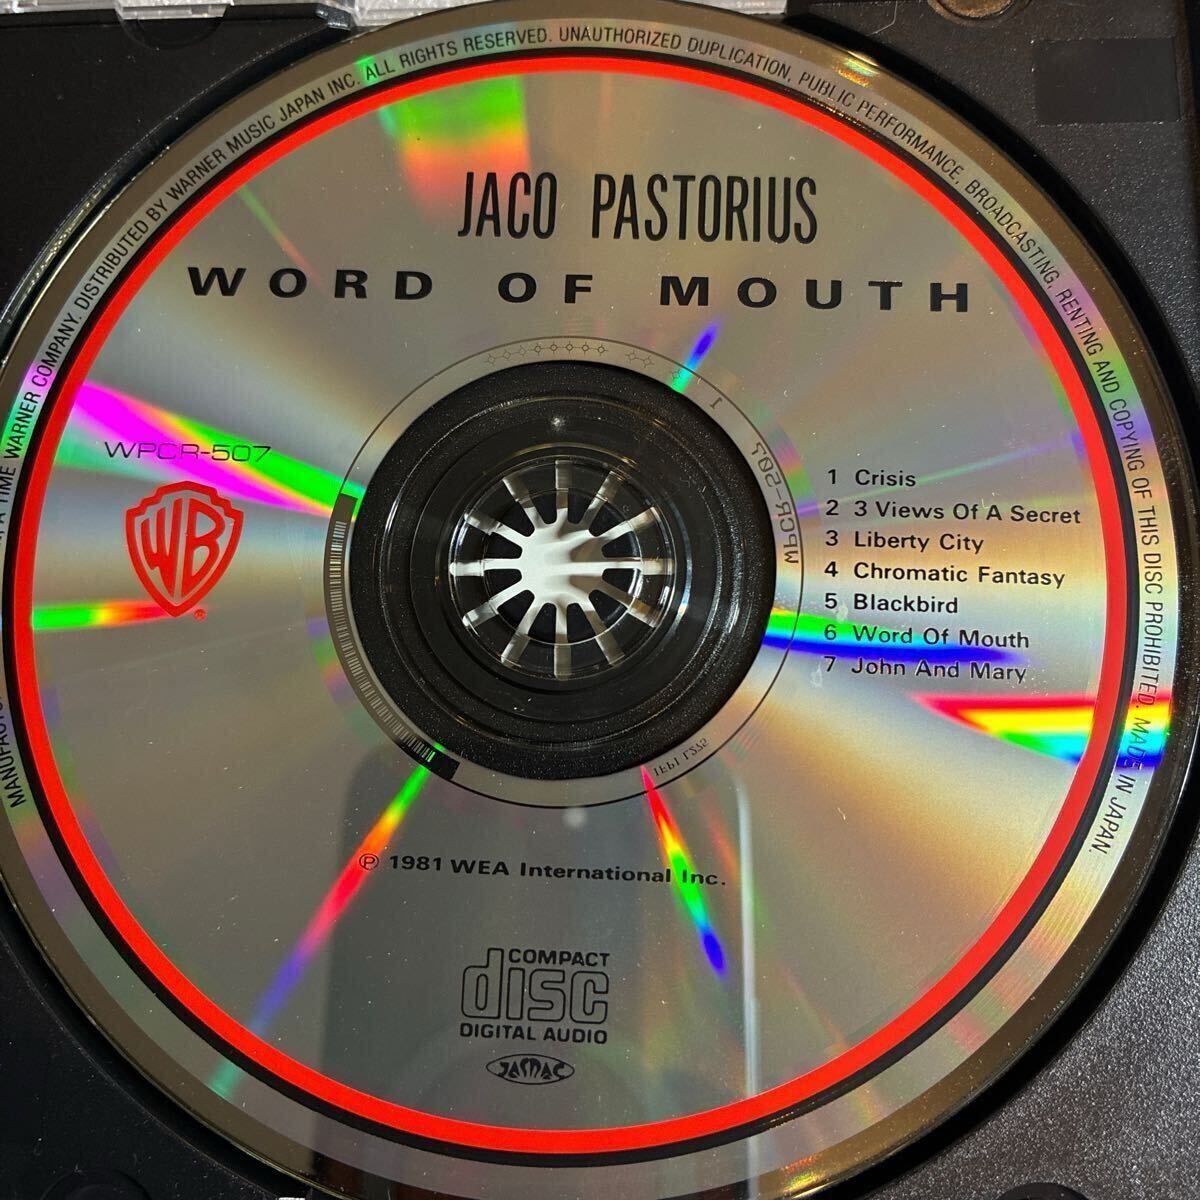 JACO PASTORIUS
WORD OF MOUTH
WPCR-507
WB
®
1 Crisis
2 3 Views Of A Secret
3 Liberty City
4 Chromatic Fantasy
5 Blackbird
6 Word Of Mouth
7 John And Mary
℗ 1981 WEA International Inc.
COMPACT
disc
DIGITAL AUDIO
JASRAC
A TIME WARNER COMPANY. DISTRIBUTED BY WARNER MUSIC JAPAN INC. ALL RIGHTS RESERVED. UNAUTHORIZED DUPLICATION, PUBLIC PERFORMANCE, BROADCASTING, RENTING AND COPYING OF THIS DISC PROHIBITED. MADE IN JAPAN.
WPCR-507 1